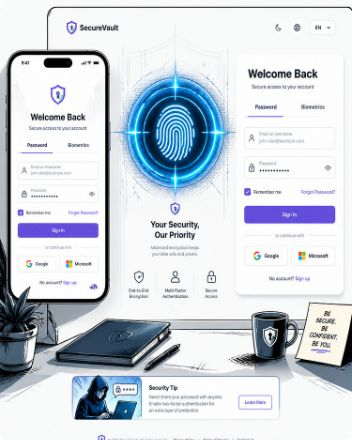 SecureVault
EN
9:41
Welcome Back
Secure access to your account
Password
Biometrics
Email or Username
john.doe@example.com
Password
Remember me
Forgot Password?
Sign In
or continue with
Google
Microsoft
No account? Sign up
Your Security,
Our Priority
Advanced encryption keeps
your data safe and private.
End-to-End
Encryption
Multi-Factor
Authentication
Secure
Access
Welcome Back
Secure access to your account
Password
Biometrics
Email or Username
john.doe@example.com
Password
Remember me
Forgot Password?
Sign In
or continue with
Google
Microsoft
No account? Sign up
BE
SECURE.
BE
CONFIDENT.
BE YOU.
Security Tip
Never share your password with anyone.
Enable two-factor authentication for
an extra layer of protection.
Learn More